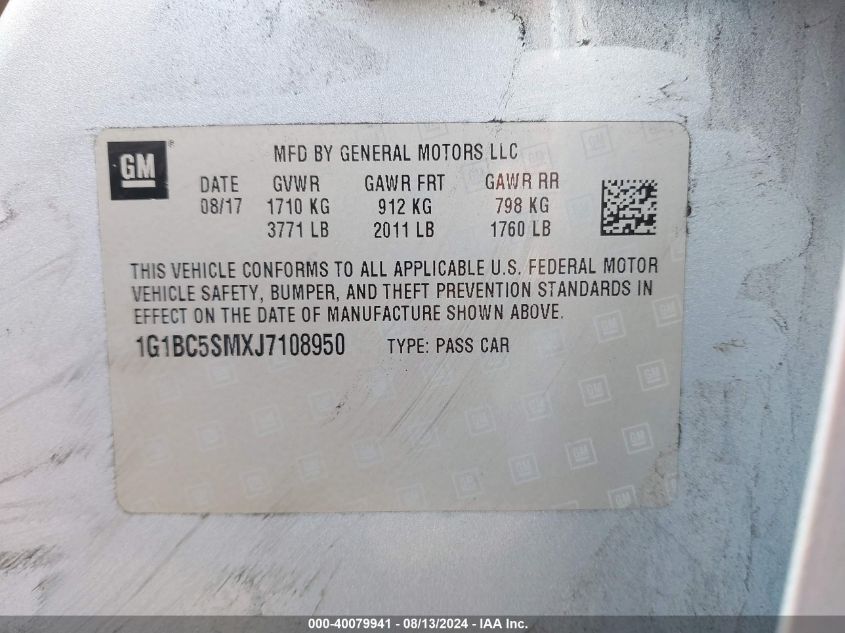 GM ®
MFD BY GENERAL MOTORS LLC
DATE GVWR GAWR FRT GAWR RR
08/17 1710 KG 912 KG 798 KG
3771 LB 2011 LB 1760 LB
THIS VEHICLE CONFORMS TO ALL APPLICABLE U.S. FEDERAL MOTOR
VEHICLE SAFETY, BUMPER, AND THEFT PREVENTION STANDARDS IN
EFFECT ON THE DATE OF MANUFACTURE SHOWN ABOVE.
1G1BC5SMXJ7108950 TYPE: PASS CAR
000-40079941 - 08/13/2024 - IAA Inc.